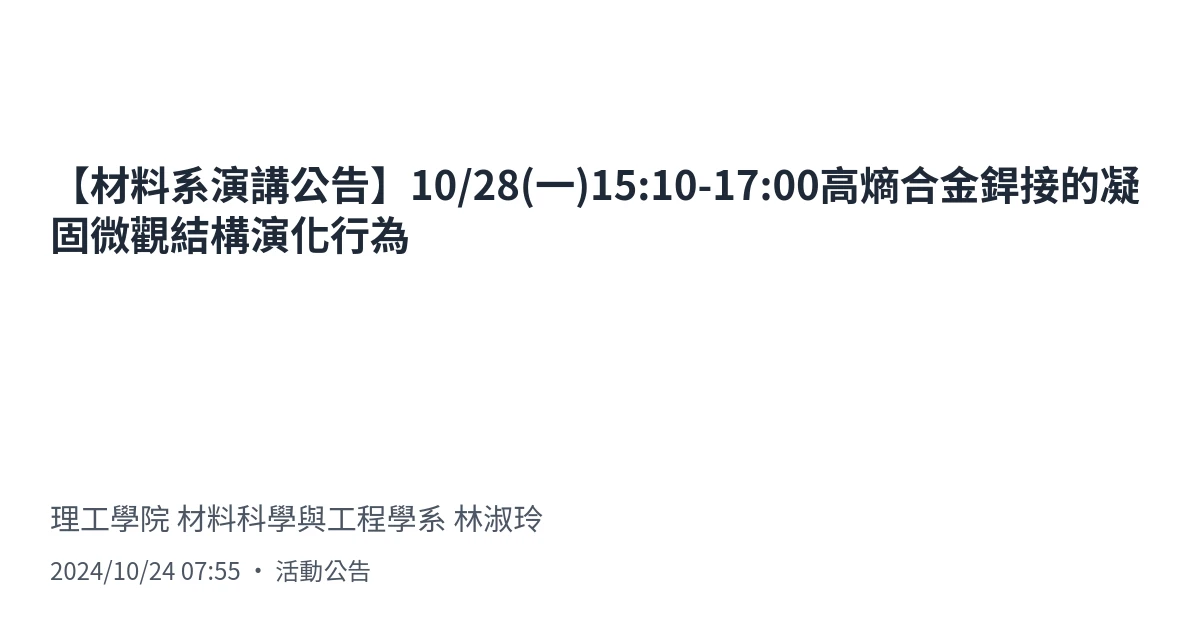 【材料系演講公告】10/28(一)15:10-17:00高熵合金銲接的凝
固微觀結構演化行為
理工學院 材料科學與工程學系 林淑玲
2024/10/24 07:55 • 活動公告